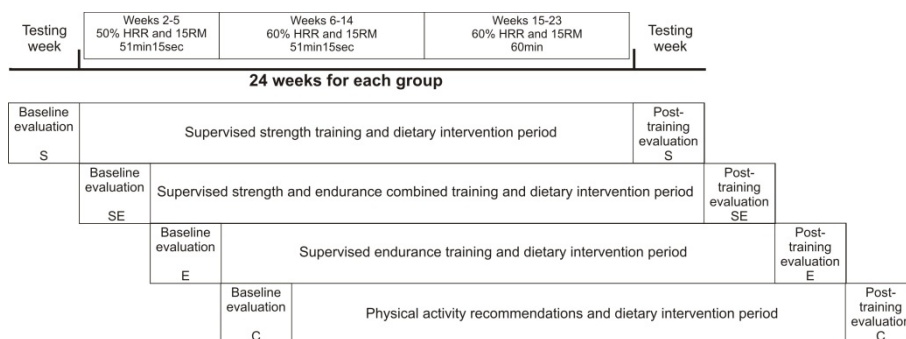 Testing
week
Weeks 2-5
50% HRR and 15RM
51min15sec
Weeks 6-14
60% HRR and 15RM
51min15sec
Weeks 15-23
60% HRR and 15RM
60min
Testing
week
24 weeks for each group
Baseline
evaluation
S
Supervised strength training and dietary intervention period
Post-
training
evaluation
S
Baseline
evaluation
SE
Supervised strength and endurance combined training and dietary intervention period
Post-
training
evaluation
SE
Baseline
evaluation
E
Supervised endurance training and dietary intervention period
Post-
training
evaluation
E
Baseline
evaluation
C
Physical activity recommendations and dietary intervention period
Post-
training
evaluation
C